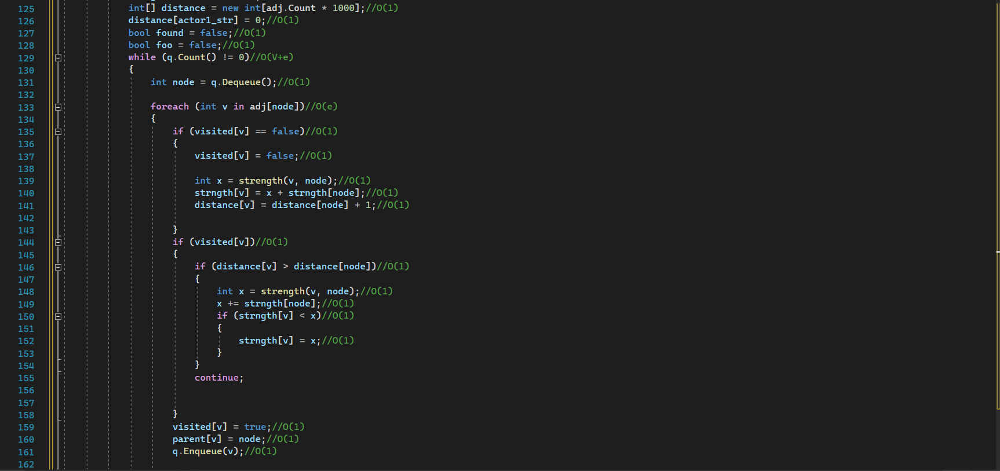 125 int[] distance = new int[adj.Count * 1000];//O(1)
126 distance[actor1_str] = 0;//O(1)
127 bool found = false;//O(1)
128 bool foo = false;//O(1)
129 while (q.Count() != 0)//O(V+e)
130 {
131 int node = q.Dequeue();//O(1)
132
133 foreach (int v in adj[node])//O(e)
134 {
135 if (visited[v] == false)//O(1)
136 {
137 visited[v] = false;//O(1)
138
139 int x = strength(v, node);//O(1)
140 strngth[v] = x + strngth[node];//O(1)
141 distance[v] = distance[node] + 1;//O(1)
142
143 }
144 if (visited[v])//O(1)
145 {
146 if (distance[v] > distance[node])//O(1)
147 {
148 int x = strength(v, node);//O(1)
149 x += strngth[node];//O(1)
150 if (strngth[v] < x)//O(1)
151 {
152 strngth[v] = x;//O(1)
153 }
154 }
155 continue;
156
157
158 }
159 visited[v] = true;//O(1)
160 parent[v] = node;//O(1)
161 q.Enqueue(v);//O(1)
162